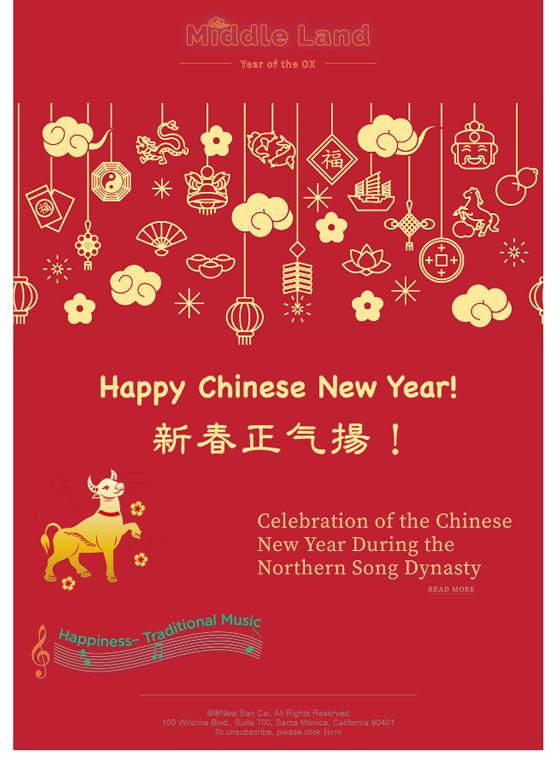 Middle Land
Year of the OX
福
福
Happy Chinese New Year!
新春正气揚！
Celebration of the Chinese
New Year During the
Northern Song Dynasty
READ MORE
Happiness– Traditional Music
©®New San Cai, All Rights Reserved
100 Wilshire Blvd., Suite 700, Santa Monica, California 90401
To unsubscribe, please click Here